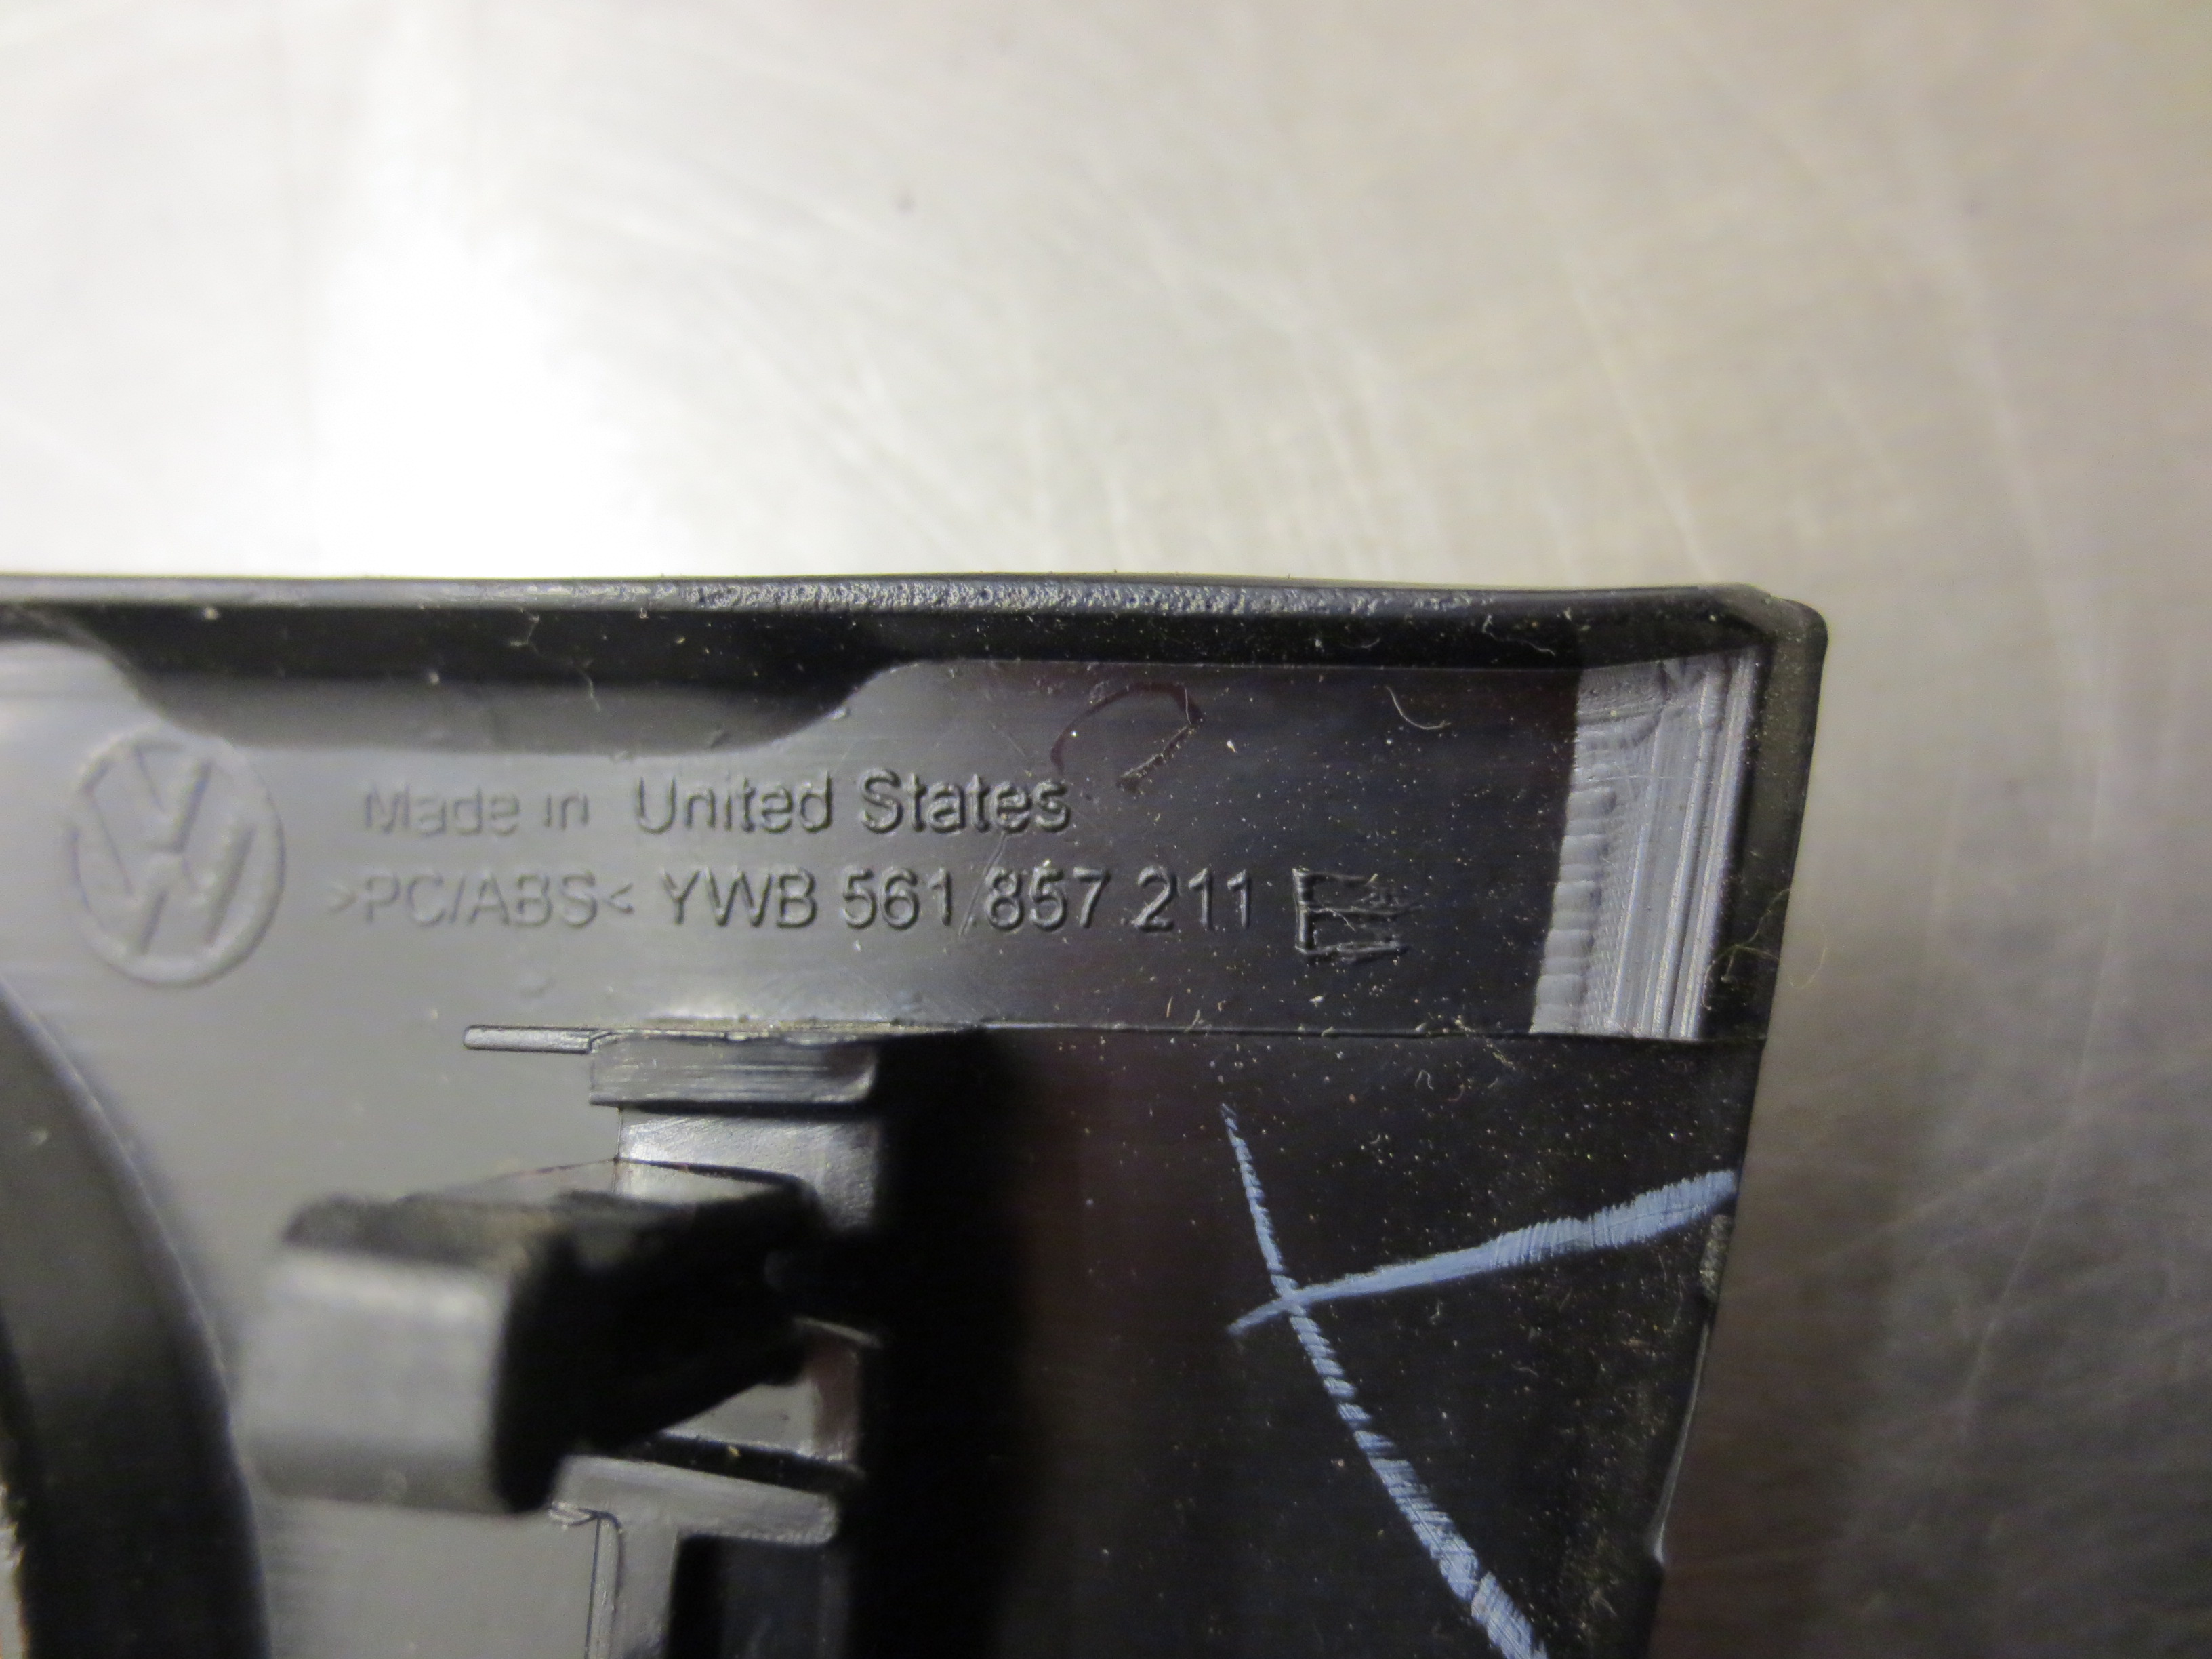 Made in United States
>PC/ABS< YWB 561.857.211